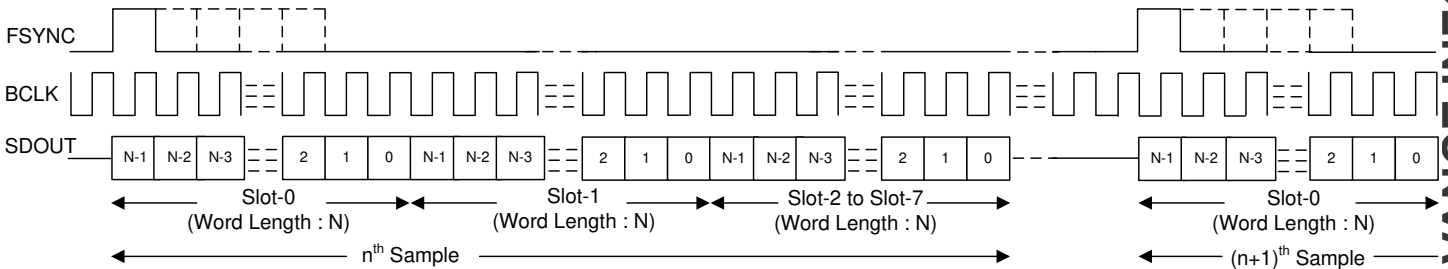 FSYNC
BCLK
SDOUT
N-1 N-2 N-3 2 1 0 N-1 N-2 N-3 2 1 0 N-1 N-2 N-3 2 1 0 N-1 N-2 N-3 2 1 0
Slot-0 Slot-1 Slot-2 to Slot-7 Slot-0
(Word Length : N) (Word Length : N) (Word Length : N) (Word Length : N)
nth Sample (n+1)th Sample